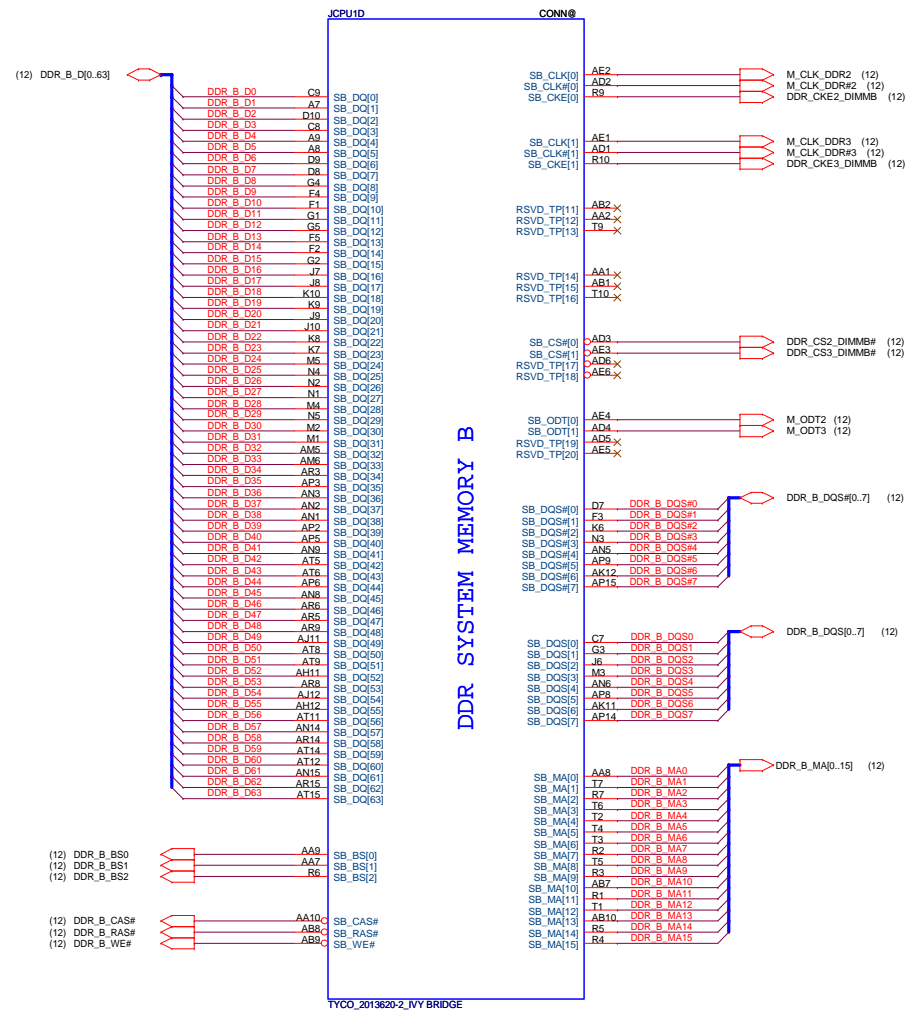 JCPU1D CONN@
(12) DDR_B_D[0..63]
DDR_B_D0 C9 SB_DQ[0]
DDR_B_D1 A7 SB_DQ[1]
DDR_B_D2 D10 SB_DQ[2]
DDR_B_D3 C8 SB_DQ[3]
DDR_B_D4 A9 SB_DQ[4]
DDR_B_D5 A8 SB_DQ[5]
DDR_B_D6 D9 SB_DQ[6]
DDR_B_D7 D8 SB_DQ[7]
DDR_B_D8 G4 SB_DQ[8]
DDR_B_D9 F4 SB_DQ[9]
DDR_B_D10 F1 SB_DQ[10]
DDR_B_D11 G1 SB_DQ[11]
DDR_B_D12 G5 SB_DQ[12]
DDR_B_D13 F5 SB_DQ[13]
DDR_B_D14 F2 SB_DQ[14]
DDR_B_D15 G2 SB_DQ[15]
DDR_B_D16 J7 SB_DQ[16]
DDR_B_D17 J8 SB_DQ[17]
DDR_B_D18 K10 SB_DQ[18]
DDR_B_D19 K9 SB_DQ[19]
DDR_B_D20 J9 SB_DQ[20]
DDR_B_D21 J10 SB_DQ[21]
DDR_B_D22 K8 SB_DQ[22]
DDR_B_D23 K7 SB_DQ[23]
DDR_B_D24 M5 SB_DQ[24]
DDR_B_D25 N4 SB_DQ[25]
DDR_B_D26 N2 SB_DQ[26]
DDR_B_D27 N1 SB_DQ[27]
DDR_B_D28 M4 SB_DQ[28]
DDR_B_D29 N5 SB_DQ[29]
DDR_B_D30 M2 SB_DQ[30]
DDR_B_D31 M1 SB_DQ[31]
DDR_B_D32 AM5 SB_DQ[32]
DDR_B_D33 AM6 SB_DQ[33]
DDR_B_D34 AR3 SB_DQ[34]
DDR_B_D35 AP3 SB_DQ[35]
DDR_B_D36 AN3 SB_DQ[36]
DDR_B_D37 AN2 SB_DQ[37]
DDR_B_D38 AN1 SB_DQ[38]
DDR_B_D39 AP2 SB_DQ[39]
DDR_B_D40 AP5 SB_DQ[40]
DDR_B_D41 AN9 SB_DQ[41]
DDR_B_D42 AT5 SB_DQ[42]
DDR_B_D43 AT6 SB_DQ[43]
DDR_B_D44 AP6 SB_DQ[44]
DDR_B_D45 AN8 SB_DQ[45]
DDR_B_D46 AR6 SB_DQ[46]
DDR_B_D47 AR5 SB_DQ[47]
DDR_B_D48 AR9 SB_DQ[48]
DDR_B_D49 AJ11 SB_DQ[49]
DDR_B_D50 AT8 SB_DQ[50]
DDR_B_D51 AT9 SB_DQ[51]
DDR_B_D52 AH11 SB_DQ[52]
DDR_B_D53 AR8 SB_DQ[53]
DDR_B_D54 AJ12 SB_DQ[54]
DDR_B_D55 AH12 SB_DQ[55]
DDR_B_D56 AT11 SB_DQ[56]
DDR_B_D57 AN14 SB_DQ[57]
DDR_B_D58 AR14 SB_DQ[58]
DDR_B_D59 AT14 SB_DQ[59]
DDR_B_D60 AT12 SB_DQ[60]
DDR_B_D61 AN15 SB_DQ[61]
DDR_B_D62 AR15 SB_DQ[62]
DDR_B_D63 AT15 SB_DQ[63]
(12) DDR_B_BS0 AA9 SB_BS[0]
(12) DDR_B_BS1 AA7 SB_BS[1]
(12) DDR_B_BS2 R6 SB_BS[2]
(12) DDR_B_CAS# AA10 SB_CAS#
(12) DDR_B_RAS# AB8 SB_RAS#
(12) DDR_B_WE# AB9 SB_WE#
DDR SYSTEM MEMORY B
SB_CLK[0] AE2 M_CLK_DDR2 (12)
SB_CLK#[0] AD2 M_CLK_DDR#2 (12)
SB_CKE[0] R9 DDR_CKE2_DIMMB (12)
SB_CLK[1] AE1 M_CLK_DDR3 (12)
SB_CLK#[1] AD1 M_CLK_DDR#3 (12)
SB_CKE[1] R10 DDR_CKE3_DIMMB (12)
RSVD_TP[11] AB2
RSVD_TP[12] AA2
RSVD_TP[13] T9
RSVD_TP[14] AA1
RSVD_TP[15] AB1
RSVD_TP[16] T10
SB_CS#[0] AD3 DDR_CS2_DIMMB# (12)
SB_CS#[1] AE3 DDR_CS3_DIMMB# (12)
RSVD_TP[17] AD6
RSVD_TP[18] AE6
SB_ODT[0] AE4 M_ODT2 (12)
SB_ODT[1] AD4 M_ODT3 (12)
RSVD_TP[19] AD5
RSVD_TP[20] AE5
DDR_B_DQS#[0..7] (12)
SB_DQS#[0] D7 DDR_B_DQS#0
SB_DQS#[1] F3 DDR_B_DQS#1
SB_DQS#[2] K6 DDR_B_DQS#2
SB_DQS#[3] N3 DDR_B_DQS#3
SB_DQS#[4] AN5 DDR_B_DQS#4
SB_DQS#[5] AP9 DDR_B_DQS#5
SB_DQS#[6] AK12 DDR_B_DQS#6
SB_DQS#[7] AP15 DDR_B_DQS#7
DDR_B_DQS[0..7] (12)
SB_DQS[0] C7 DDR_B_DQS0
SB_DQS[1] G3 DDR_B_DQS1
SB_DQS[2] J6 DDR_B_DQS2
SB_DQS[3] M3 DDR_B_DQS3
SB_DQS[4] AN6 DDR_B_DQS4
SB_DQS[5] AP8 DDR_B_DQS5
SB_DQS[6] AK11 DDR_B_DQS6
SB_DQS[7] AP14 DDR_B_DQS7
DDR_B_MA[0..15] (12)
SB_MA[0] AA8 DDR_B_MA0
SB_MA[1] T7 DDR_B_MA1
SB_MA[2] R7 DDR_B_MA2
SB_MA[3] T6 DDR_B_MA3
SB_MA[4] T2 DDR_B_MA4
SB_MA[5] T4 DDR_B_MA5
SB_MA[6] T3 DDR_B_MA6
SB_MA[7] R2 DDR_B_MA7
SB_MA[8] T5 DDR_B_MA8
SB_MA[9] R3 DDR_B_MA9
SB_MA[10] AB7 DDR_B_MA10
SB_MA[11] R1 DDR_B_MA11
SB_MA[12] T1 DDR_B_MA12
SB_MA[13] AB10 DDR_B_MA13
SB_MA[14] R5 DDR_B_MA14
SB_MA[15] R4 DDR_B_MA15
TYCO_2013620-2_IVY BRIDGE